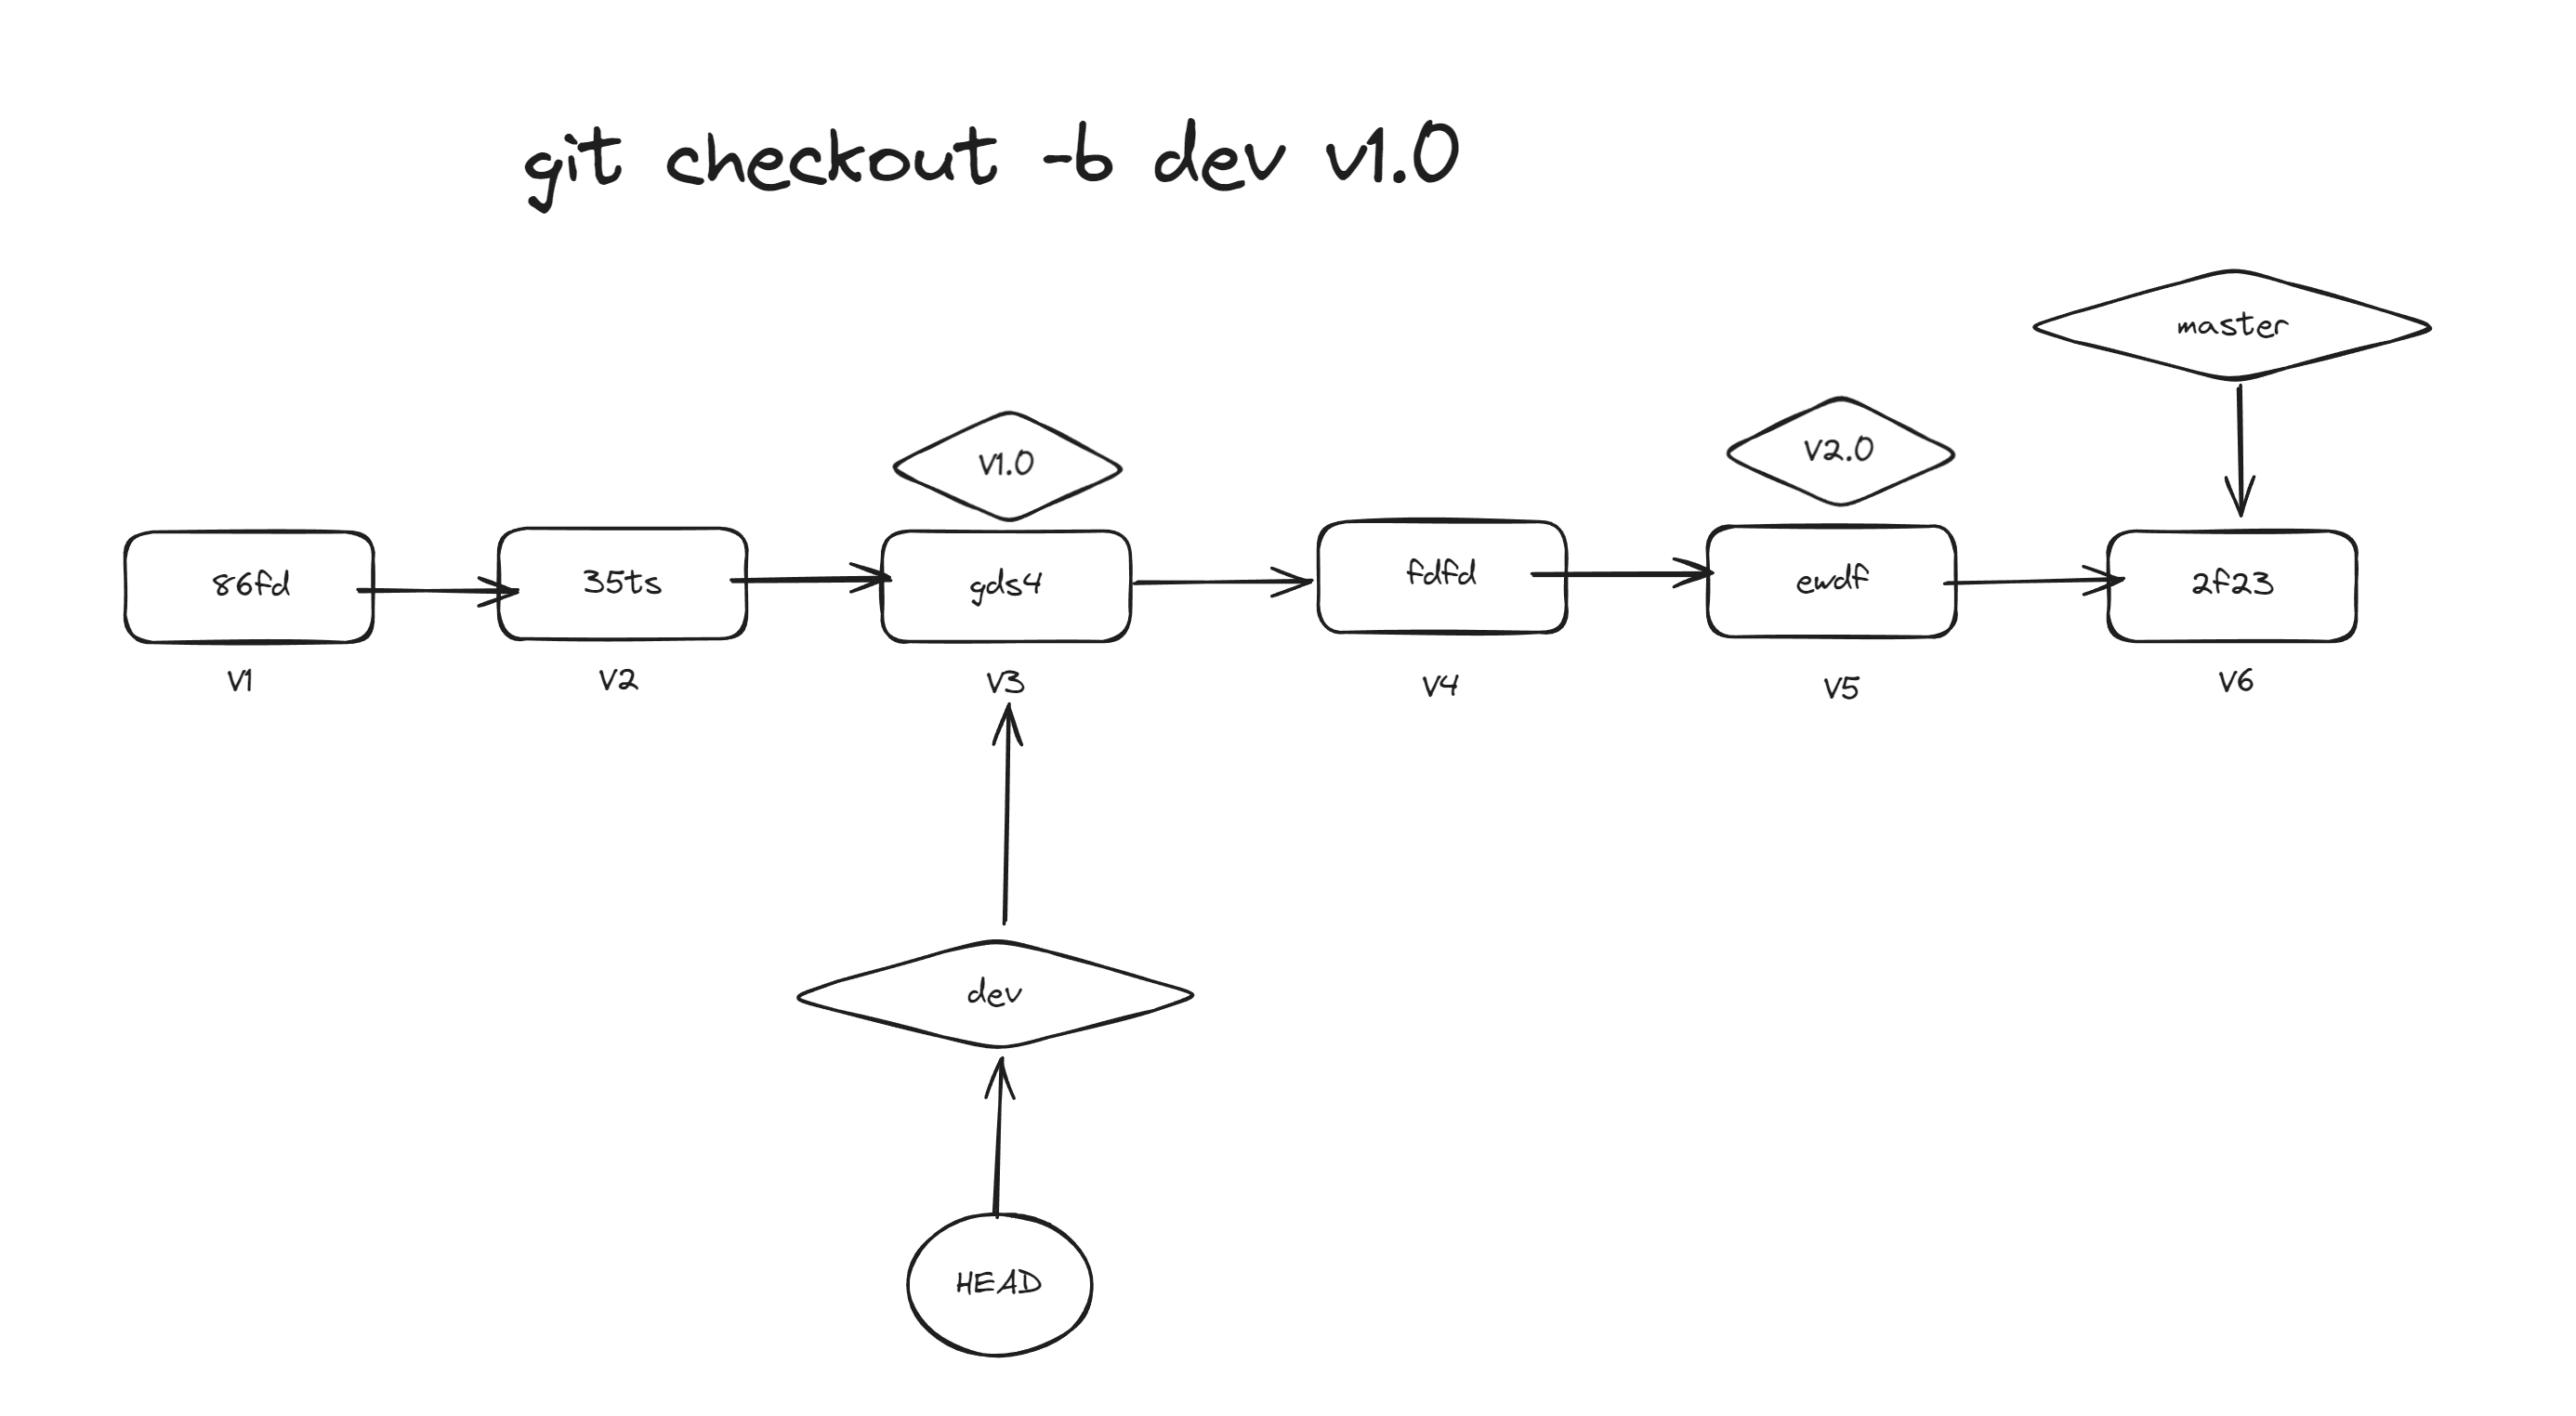 git checkout -b dev v1.0
master
V1.0
V2.0
86fd
35ts
gds4
fdfd
ewdf
2f23
V1
V2
V3
V4
V5
V6
dev
HEAD